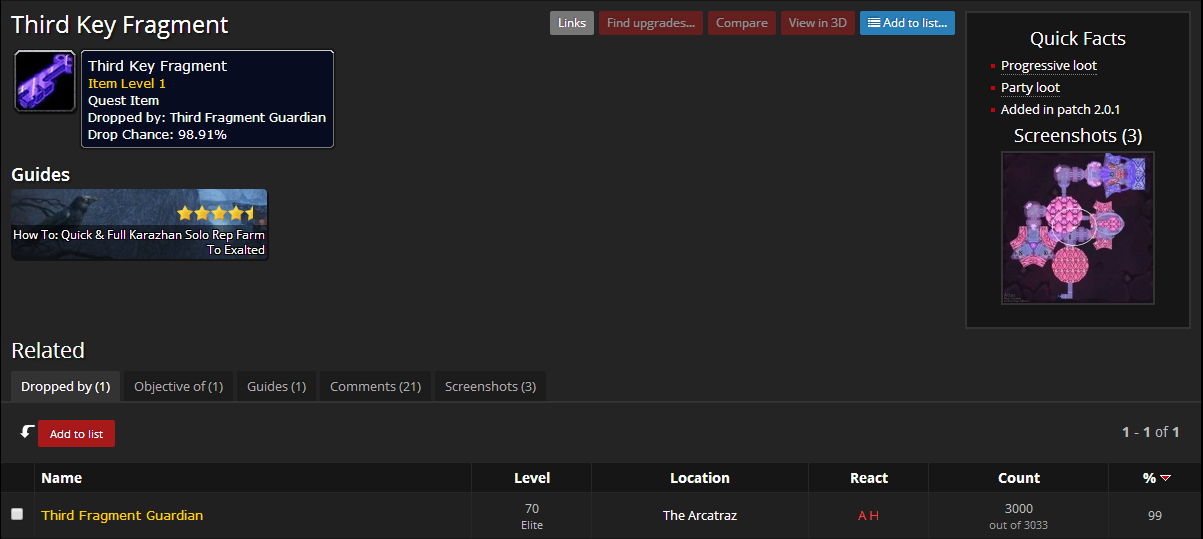 Third Key Fragment
Links
Find upgrades...
Compare
View in 3D
Add to list...
Third Key Fragment
Item Level 1
Quest Item
Dropped by: Third Fragment Guardian
Drop Chance: 98.91%
Guides
How To: Quick & Full Karazhan Solo Rep Farm
To Exalted
Quick Facts
Progressive loot
Party loot
Added in patch 2.0.1
Screenshots (3)
Related
Dropped by (1)
Objective of (1)
Guides (1)
Comments (21)
Screenshots (3)
Add to list
1 - 1 of 1
Name
Level
Location
React
Count
%
Third Fragment Guardian
70
Elite
The Arcatraz
A H
3000
out of 3033
99